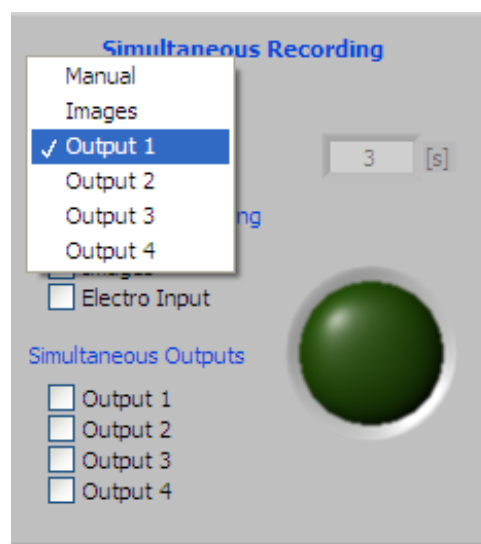 Simultaneous Recording
Manual
Images
✓ Output 1
Output 2
Output 3
Output 4
3 [s]
ng
Images
Electro Input
Simultaneous Outputs
Output 1
Output 2
Output 3
Output 4